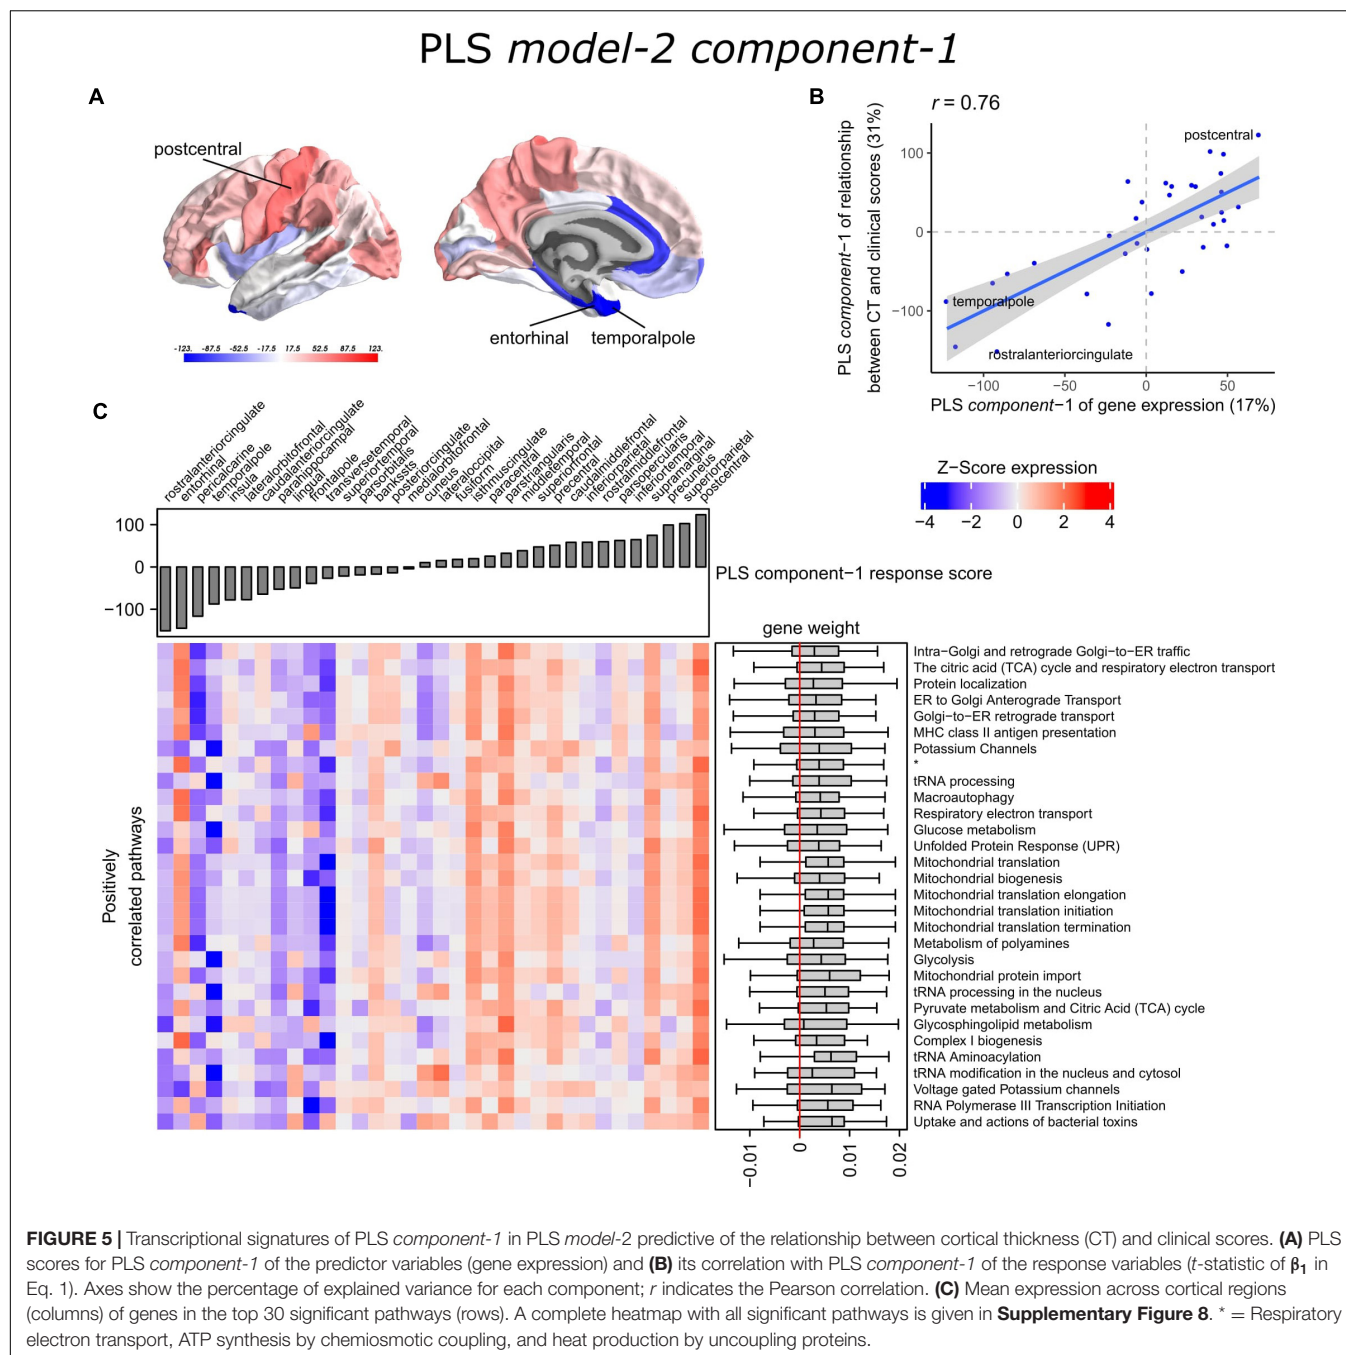 PLS model-2 component-1
A
postcentral
entorhinal
temporalpole
-123. -87.5 -52.5 -17.5 17.5 52.5 87.5 123.
B
r = 0.76
PLS component−1 of relationship
between CT and clinical scores (31%)
100
0
−100
postcentral
temporalpole
rostralanteriorcingulate
−100 −50 0 50
PLS component−1 of gene expression (17%)
C
rostralanteriorcingulate
entorhinal
pericalcarine
temporalpole
insula
lateralorbitofrontal
caudalanteriorcingulate
parahippocampal
lingual
frontalpole
transversetemporal
superiortemporal
parsorbitalis
bankssts
posteriorcingulate
medialorbitofrontal
cuneus
lateraloccipital
fusiform
isthmuscingulate
paracentral
parstriangularis
middletemporal
superiorfrontal
precentral
caudalmiddlefrontal
inferiorparietal
rostralmiddlefrontal
parsopercularis
inferiortemporal
supramarginal
precuneus
superiorparietal
postcentral
Z−Score expression
−4 −2 0 2 4
100
0
−100
PLS component−1 response score
gene weight
Positively
correlated pathways
Intra−Golgi and retrograde Golgi−to−ER traffic
The citric acid (TCA) cycle and respiratory electron transport
Protein localization
ER to Golgi Anterograde Transport
Golgi−to−ER retrograde transport
MHC class II antigen presentation
Potassium Channels
*
tRNA processing
Macroautophagy
Respiratory electron transport
Glucose metabolism
Unfolded Protein Response (UPR)
Mitochondrial translation
Mitochondrial biogenesis
Mitochondrial translation elongation
Mitochondrial translation initiation
Mitochondrial translation termination
Metabolism of polyamines
Glycolysis
Mitochondrial protein import
tRNA processing in the nucleus
Pyruvate metabolism and Citric Acid (TCA) cycle
Glycosphingolipid metabolism
Complex I biogenesis
tRNA Aminoacylation
tRNA modification in the nucleus and cytosol
Voltage gated Potassium channels
RNA Polymerase III Transcription Initiation
Uptake and actions of bacterial toxins
−0.01 0 0.01 0.02
FIGURE 5 | Transcriptional signatures of PLS component-1 in PLS model-2 predictive of the relationship between cortical thickness (CT) and clinical scores. (A) PLS
scores for PLS component-1 of the predictor variables (gene expression) and (B) its correlation with PLS component-1 of the response variables (t-statistic of β1 in
Eq. 1). Axes show the percentage of explained variance for each component; r indicates the Pearson correlation. (C) Mean expression across cortical regions
(columns) of genes in the top 30 significant pathways (rows). A complete heatmap with all significant pathways is given in Supplementary Figure 8. * = Respiratory
electron transport, ATP synthesis by chemiosmotic coupling, and heat production by uncoupling proteins.